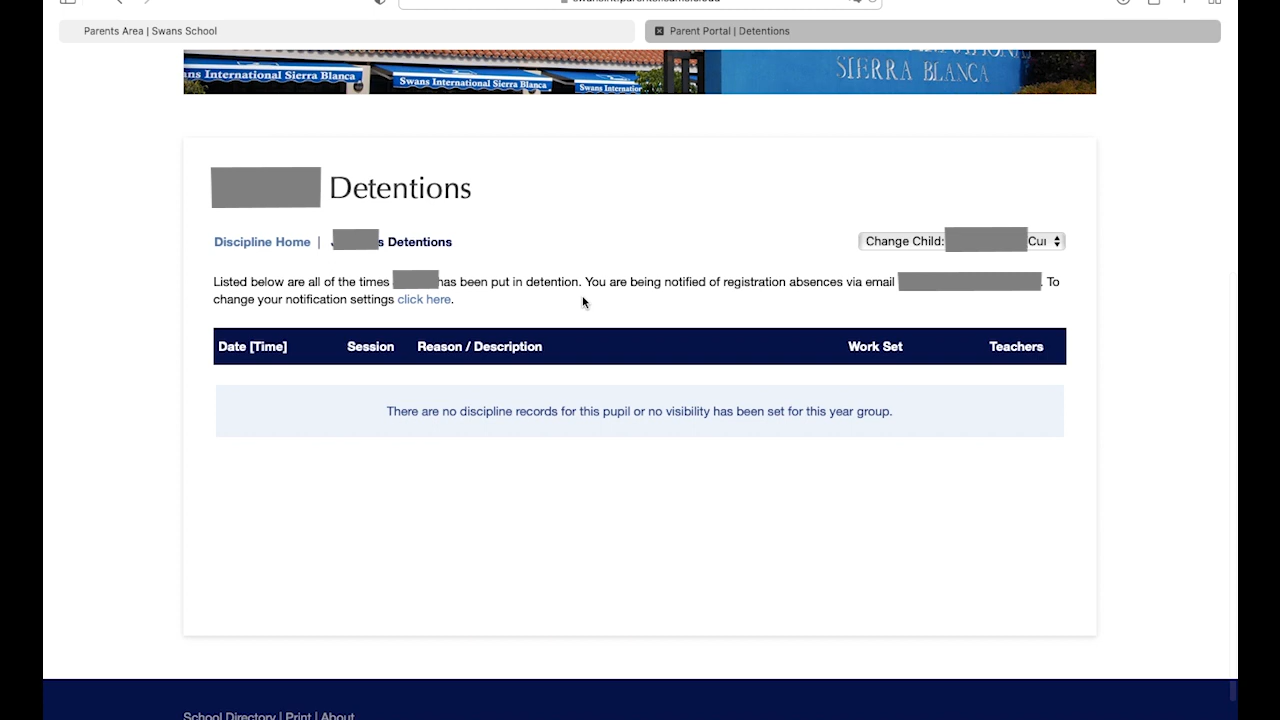 Parents Area | Swans School
Parent Portal | Detentions
ans International Sierra Blanca
Swans International Sierra Blanca
Swans Internation
SIERRA BLANCA
Detentions
Discipline Home | s Detentions
Change Child: Cur
Listed below are all of the times has been put in detention. You are being notified of registration absences via email . To
change your notification settings click here.
Date [Time] Session Reason / Description Work Set Teachers
There are no discipline records for this pupil or no visibility has been set for this year group.
School Directory | Print | About